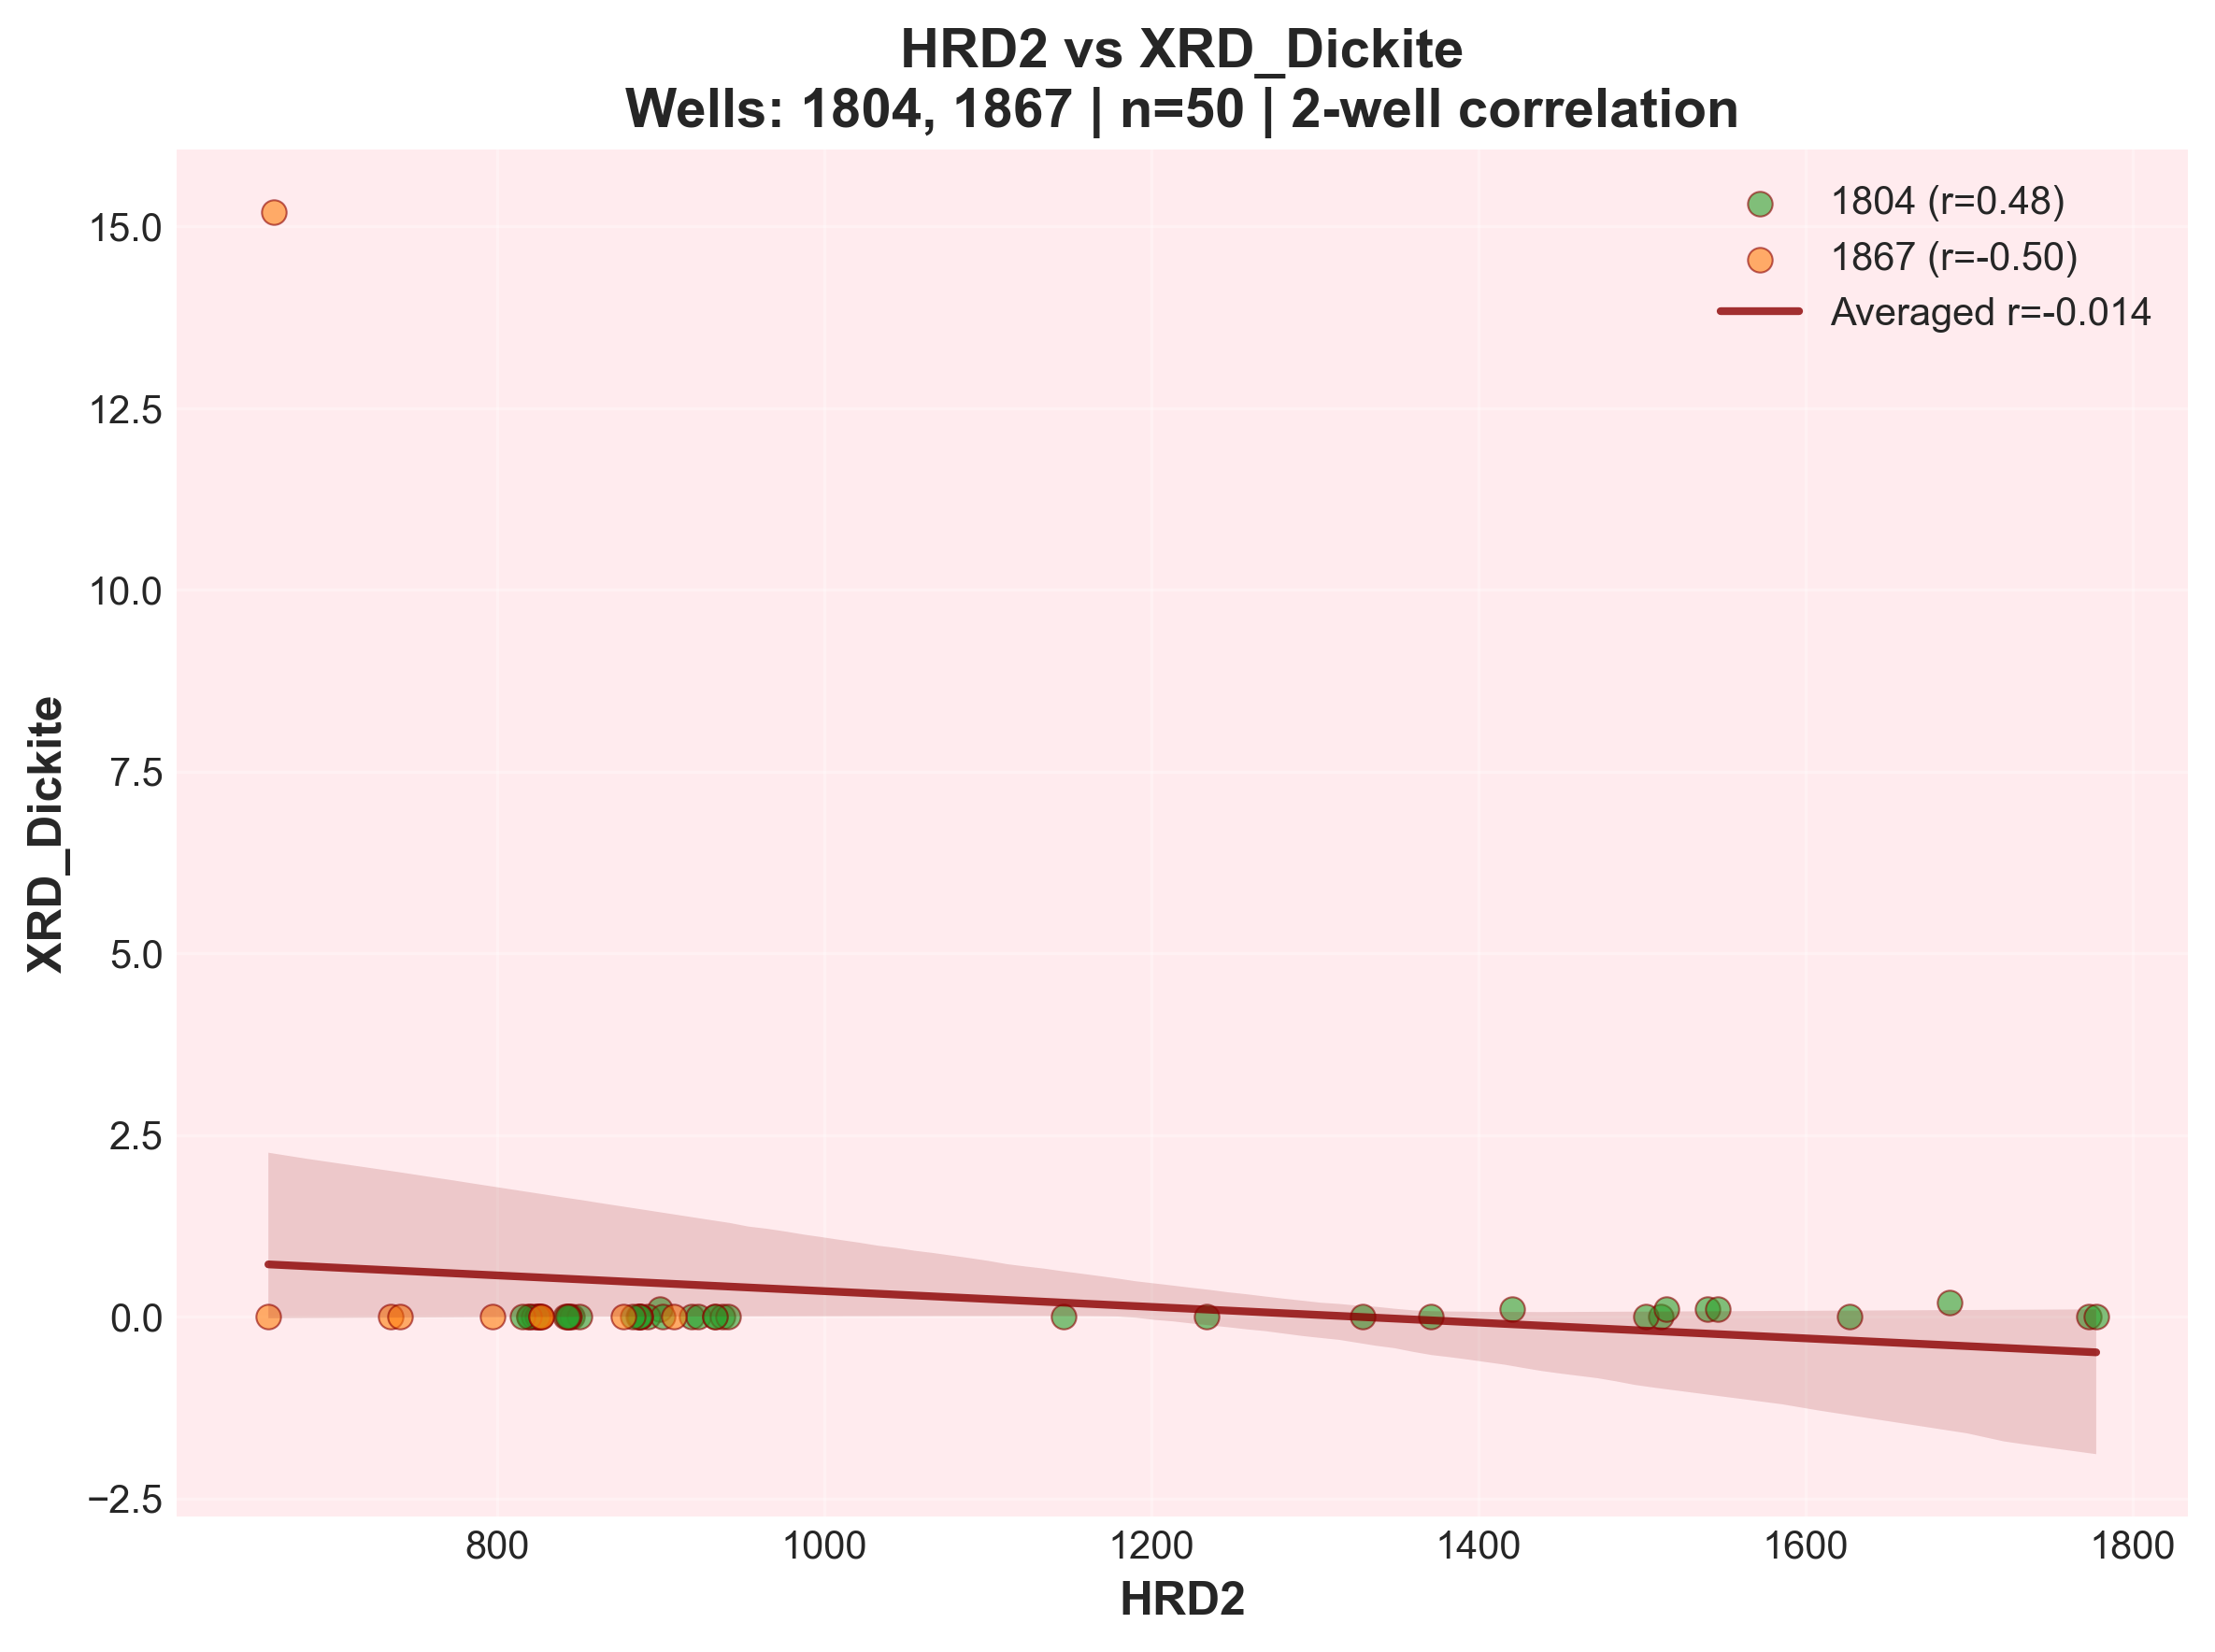 HRD2 vs XRD_Dickite
Wells: 1804, 1867 | n=50 | 2-well correlation
1804 (r=0.48)
1867 (r=-0.50)
Averaged r=-0.014
15.0
12.5
10.0
7.5
5.0
2.5
0.0
−2.5
XRD_Dickite
800
1000
1200
1400
1600
1800
HRD2